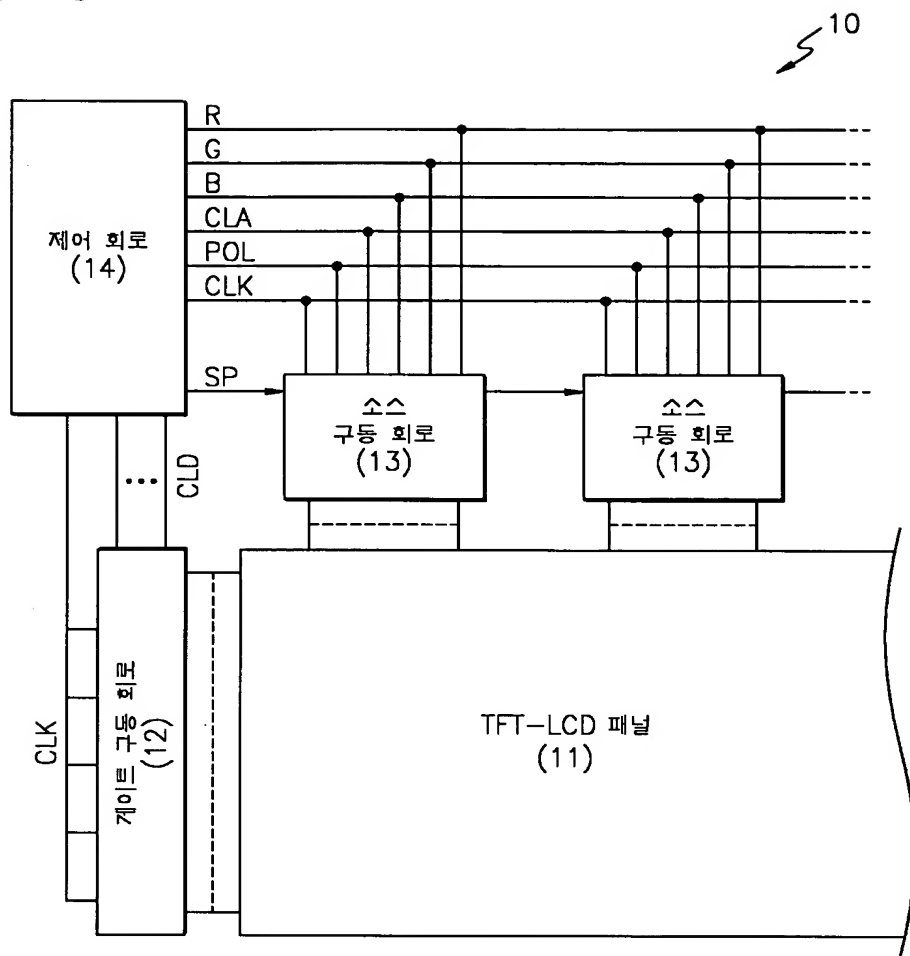 10
R
G
B
CLA
POL
CLK
SP
제어 회로
(14)
소스
구동 회로
(13)
소스
구동 회로
(13)
CLD
CLK
게이트 구동 회로
(12)
TFT-LCD 패널
(11)